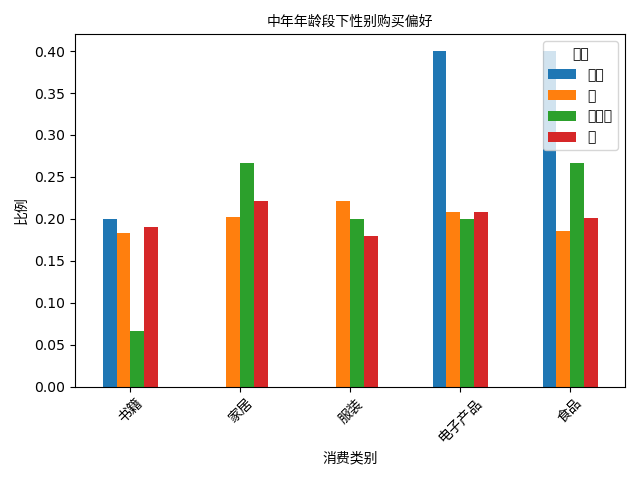 中年年龄段下性别购买偏好
0.40
0.35
0.30
0.25
0.20
0.15
0.10
0.05
0.00
比例
书籍
家居
服装
电子产品
食品
消费类别